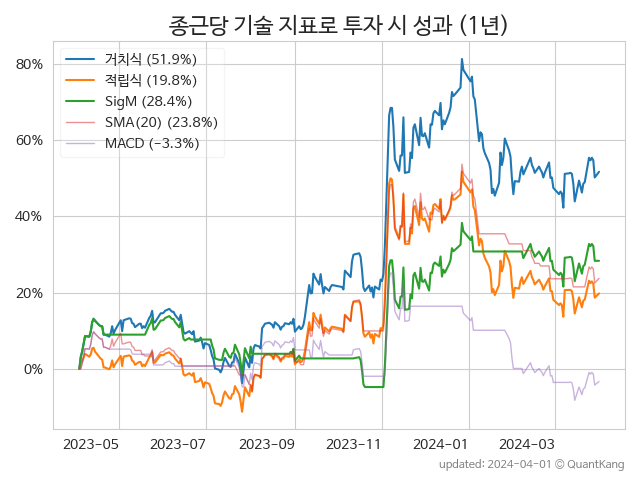 종근당 기술 지표로 투자 시 성과 (1년)
거치식 (51.9%)
적립식 (19.8%)
SigM (28.4%)
SMA(20) (23.8%)
MACD (-3.3%)
80%
60%
40%
20%
0%
2023-05 2023-07 2023-09 2023-11 2024-01 2024-03
updated: 2024-04-01 © QuantKang